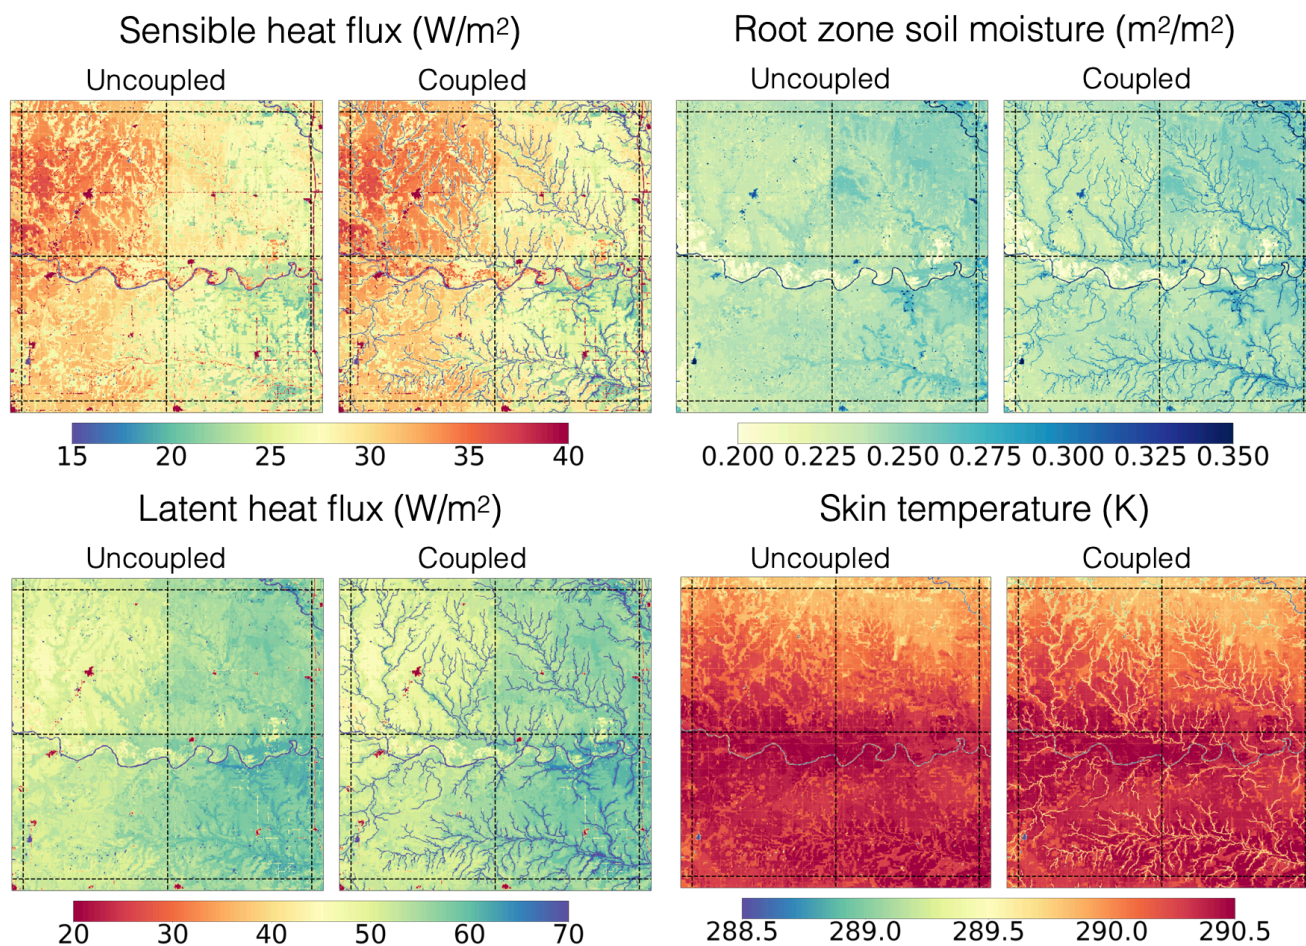 Sensible heat flux (W/m²)
Uncoupled Coupled
15 20 25 30 35 40
Root zone soil moisture (m²/m²)
Uncoupled Coupled
0.200 0.225 0.250 0.275 0.300 0.325 0.350
Latent heat flux (W/m²)
Uncoupled Coupled
20 30 40 50 60 70
Skin temperature (K)
Uncoupled Coupled
288.5 289.0 289.5 290.0 290.5